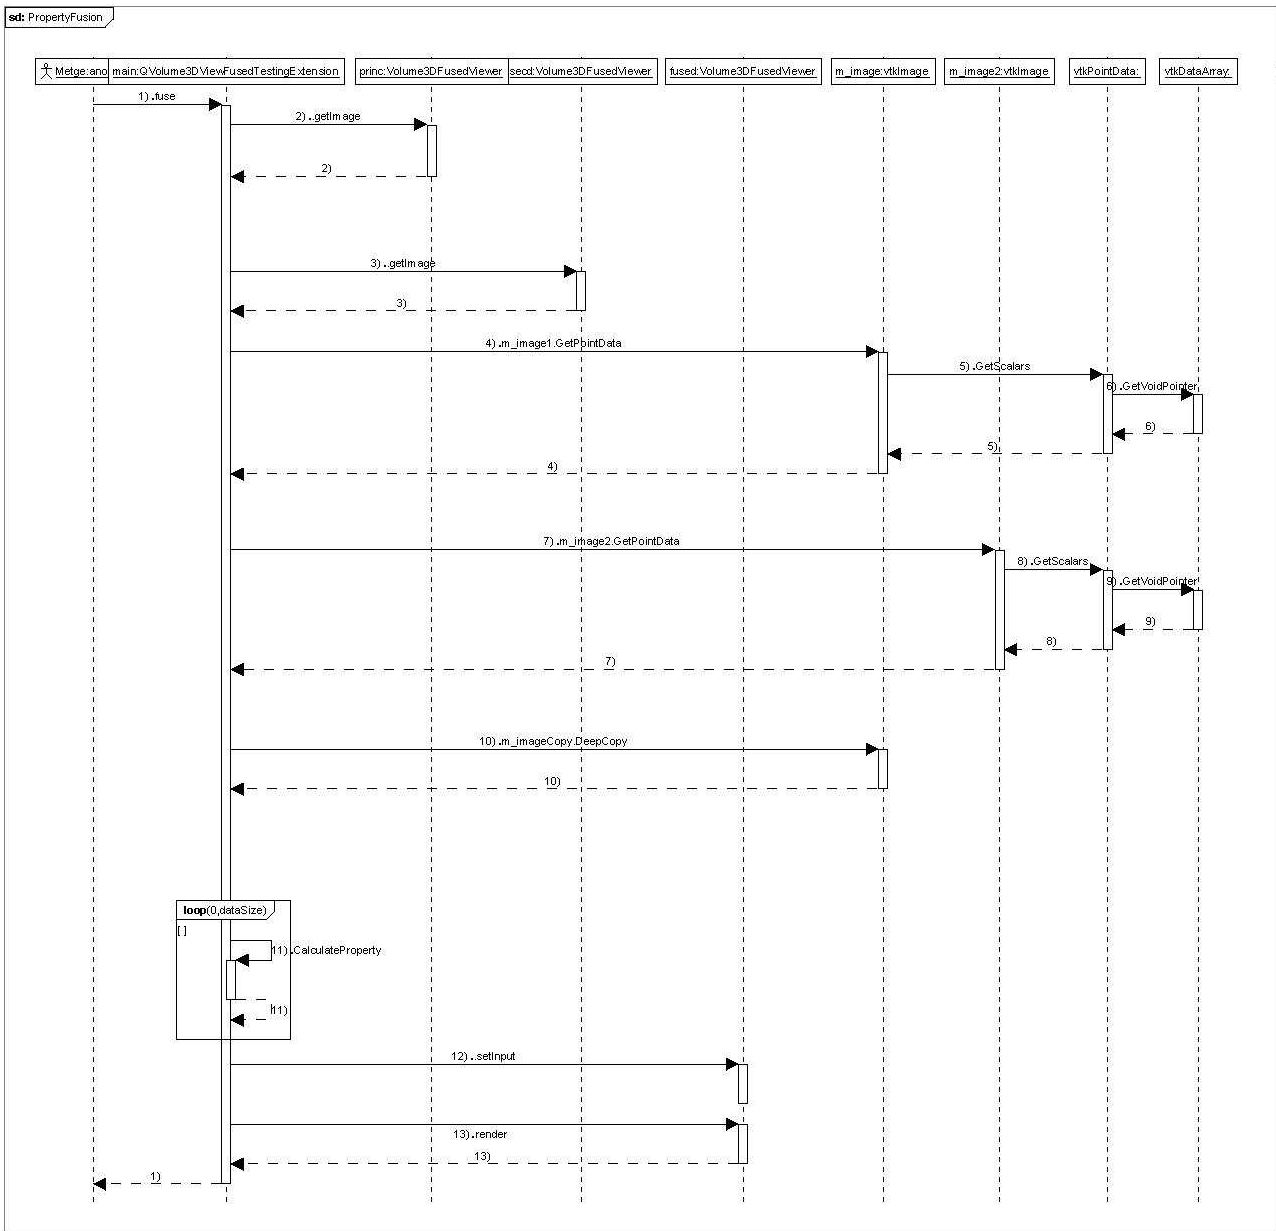 sd: PropertyFusion
Metge:ano
main:QVolume3DViewFusedTestingExtension
princ:Volume3DFusedViewer
secd:Volume3DFusedViewer
fused:Volume3DFusedViewer
m_image:vtkImage
m_image2:vtkImage
vtkPointData:
vtkDataArray:
1).fuse
2)..getImage
2)
3)..getImage
3)
4).m_image1.GetPointData
5).GetScalars
6).GetVoidPointer
6)
5)
4)
7).m_image2.GetPointData
8).GetScalars
9).GetVoidPointer
9)
8)
7)
10).m_imageCopy.DeepCopy
10)
loop(0,dataSize)
[ ]
11).CalculateProperty
11)
12)..setInput
13).render
13)
1)